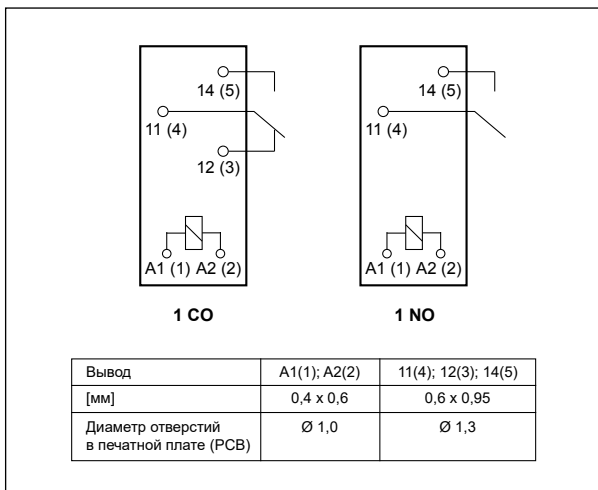 14 (5)
11 (4)
12 (3)
A1 (1) A2 (2)
1 CO
14 (5)
11 (4)
A1 (1) A2 (2)
1 NO
Вывод A1(1); A2(2) 11(4); 12(3); 14(5)
[мм] 0,4 x 0,6 0,6 x 0,95
Диаметр отверстий Ø 1,0 Ø 1,3
в печатной плате (PCB)